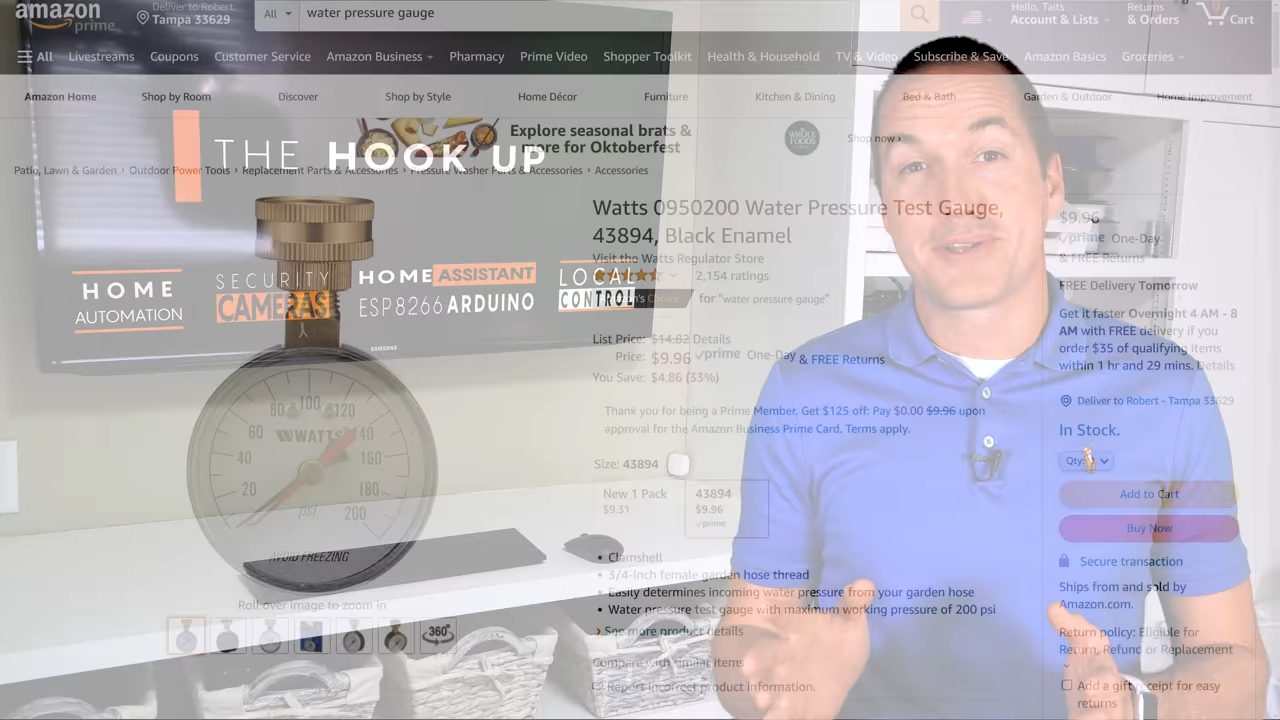 amazon
prime
Deliver to Robert
Tampa 33629
All
water pressure gauge
Hello, Taits
Account & Lists
Returns
& Orders
0
Cart
All
Livestreams
Coupons
Customer Service
Amazon Business
Pharmacy
Prime Video
Shopper Toolkit
Health & Household
TV & Video
Subscribe & Save
Amazon Basics
Groceries
Amazon Home
Shop by Room
Discover
Shop by Style
Home Décor
Furniture
Kitchen & Dining
Bed & Bath
Garden & Outdoor
Home Improvement
Explore seasonal brats &
more for Oktoberfest
WHOLE
FOODS
Shop now ›
THE HOOK UP
Patio, Lawn & Garden › Outdoor Power Tools › Replacement Parts & Accessories › Pressure Washer Parts & Accessories › Accessories
HOME
AUTOMATION
SECURITY
CAMERAS
HOME ASSISTANT
ESP8266 ARDUINO
LOCAL
CONTROL
SAMSUNG
Watts 0950200 Water Pressure Test Gauge,
43894, Black Enamel
Visit the Watts Regulator Store
2,154 ratings
for "water pressure gauge"
List Price: $14.82 Details
Price: $9.96 prime One-Day & FREE Returns
You Save: $4.86 (33%)
Thank you for being a Prime Member. Get $125 off: Pay $0.00 $9.96 upon
approval for the Amazon Business Prime Card. Terms apply.
Size: 43894
New 1 Pack
$9.31
43894
$9.96
prime
• Clamshell
• 3/4-Inch female garden hose thread
• Easily determines incoming water pressure from your garden hose
• Water pressure test gauge with maximum working pressure of 200 psi
› See more product details
Compare with similar items
Report incorrect product information.
80 100 120
WATTS
60
40
40
160
20
180
psi
200
AVOID FREEZING
Roll over image to zoom in
360°
$9.96
prime One-Day
& FREE Returns
FREE Delivery Tomorrow
Get it faster Overnight 4 AM - 8
AM with FREE delivery if you
order $35 of qualifying items
within 1 hr and 29 mins. Details
Deliver to Robert - Tampa 33629
In Stock.
Qty:
Add to Cart
Buy Now
Secure transaction
Ships from and sold by
Amazon.com.
Return policy: Eligible for
Return, Refund or Replacement
Add a gift receipt for easy
returns